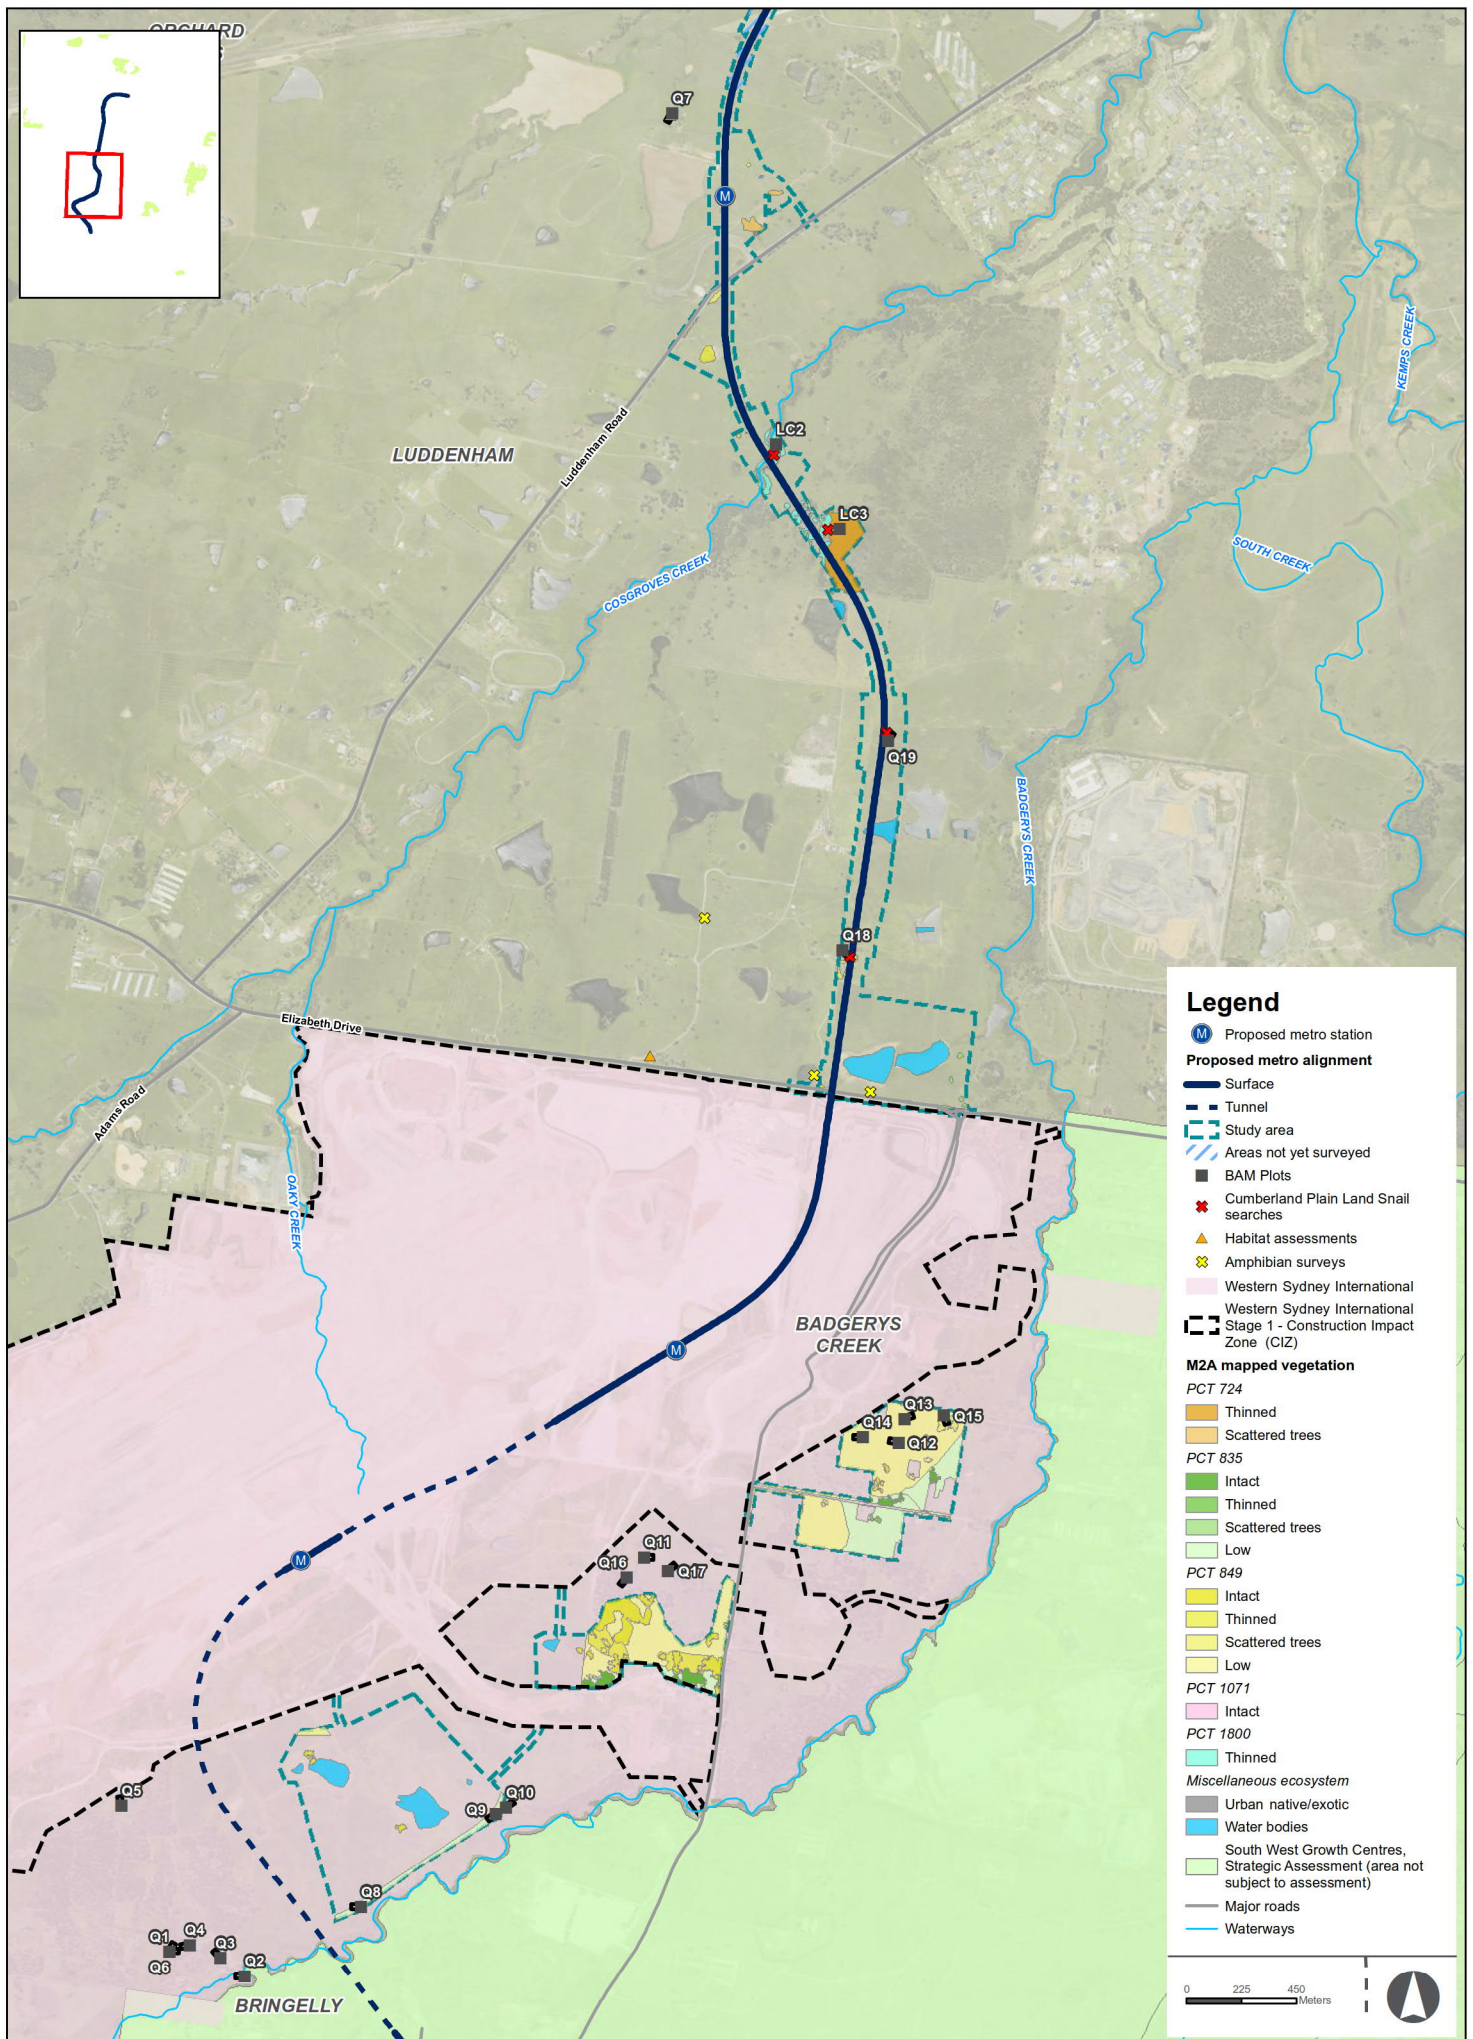 ORCHARD
Q7
M
KEMPS CREEK
LC2
LUDDENHAM
Luddenham Road
LC3
SOUTH CREEK
COSGROVES CREEK
Q19
BADGERYS CREEK
Q18
Elizabeth Drive
Adams Road
OAKY CREEK
BADGERYS
CREEK
M
Q13
Q15
Q14
Q12
Q11
M
Q16
Q17
Q5
Q10
Q9
Q8
Q1
Q4
Q3
Q6
Q2
BRINGELLY
Legend
M Proposed metro station
Proposed metro alignment
Surface
Tunnel
Study area
Areas not yet surveyed
BAM Plots
Cumberland Plain Land Snail
searches
Habitat assessments
Amphibian surveys
Western Sydney International
Western Sydney International
Stage 1 - Construction Impact
Zone (CIZ)
M2A mapped vegetation
PCT 724
Thinned
Scattered trees
PCT 835
Intact
Thinned
Scattered trees
Low
PCT 849
Intact
Thinned
Scattered trees
Low
PCT 1071
Intact
PCT 1800
Thinned
Miscellaneous ecosystem
Urban native/exotic
Water bodies
South West Growth Centres,
Strategic Assessment (area not
subject to assessment)
Major roads
Waterways
0 225 450
Meters